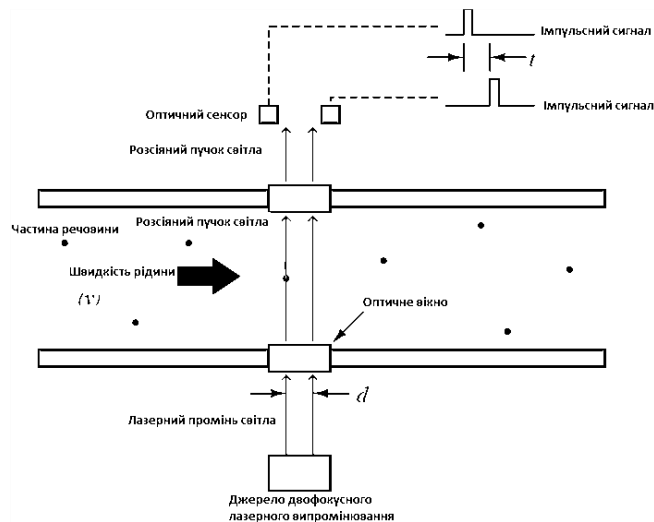 Імпульсний сигнал
t
Імпульсний сигнал
Оптичний сенсор
Розсіяний пучок світла
Розсіяний пучок світла
Частина речовини
Швидкість рідини
(v)
Оптичне вікно
d
Лазерний промінь світла
Джерело двофокусного
лазерного випромінювання